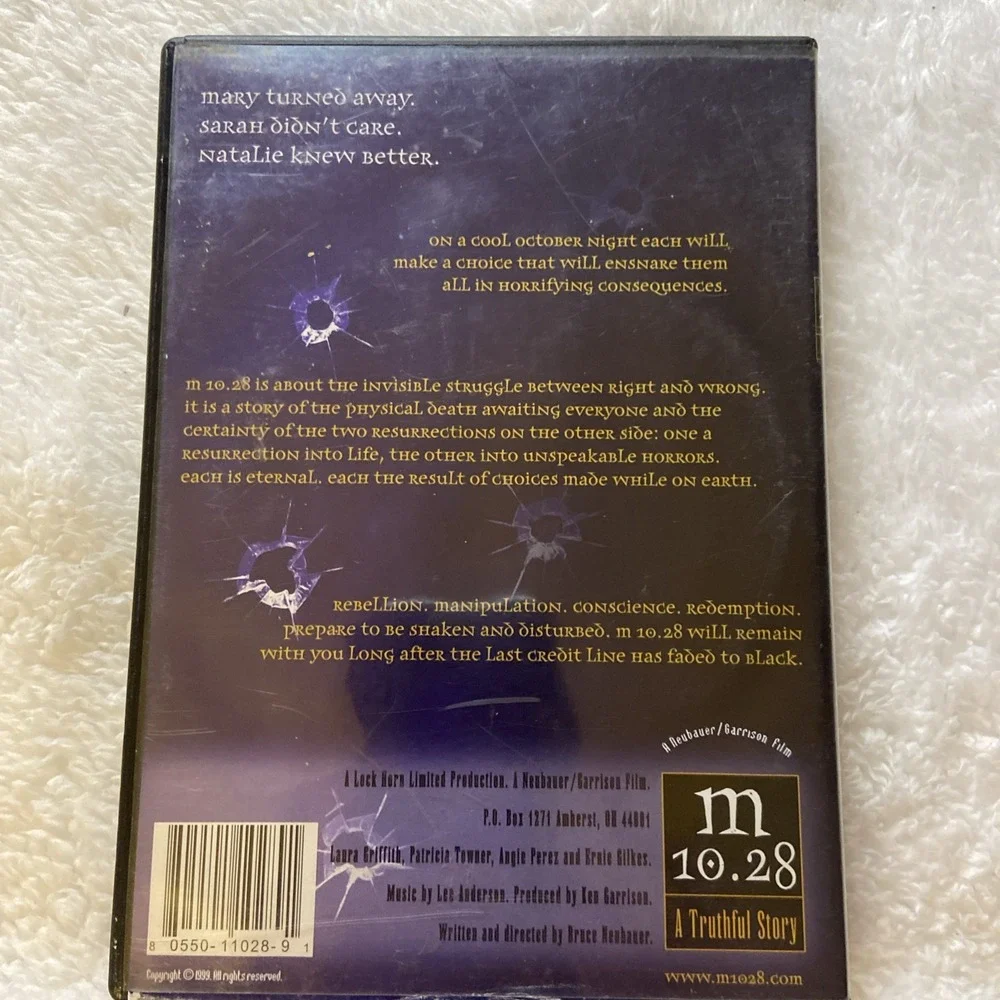 mary turned away.
sarah didn't care.
natalie knew better.
on a cool october night each will
make a choice that will ensnare them
all in horrifying consequences.
m 10.28 is about the invisible struggle between right and wrong.
it is a story of the physical death awaiting everyone and the
certainty of the two resurrections on the other side: one a
resurrection into life, the other into unspeakable horrors.
each is eternal. each the result of choices made while on earth.
rebellion. manipulation. conscience. redemption.
prepare to be shaken and disturbed. m 10.28 will remain
with you long after the last credit line has faded to black.
A Neubauer/Garrison Film
A Lock Horn Limited Production. A Neubauer/Garrison Film.
P.O. Box 1271 Amherst, OH 44001
Laura Griffith, Patricia Towner, Angie Perez and Ernie Gilkes.
Music by Lee Anderson. Produced by Ken Garrison.
Written and directed by Bruce Neubauer.
m
10.28
A Truthful Story
www.m1028.com
8 0550-11028-9 1
Copyright © 1999. All rights reserved.